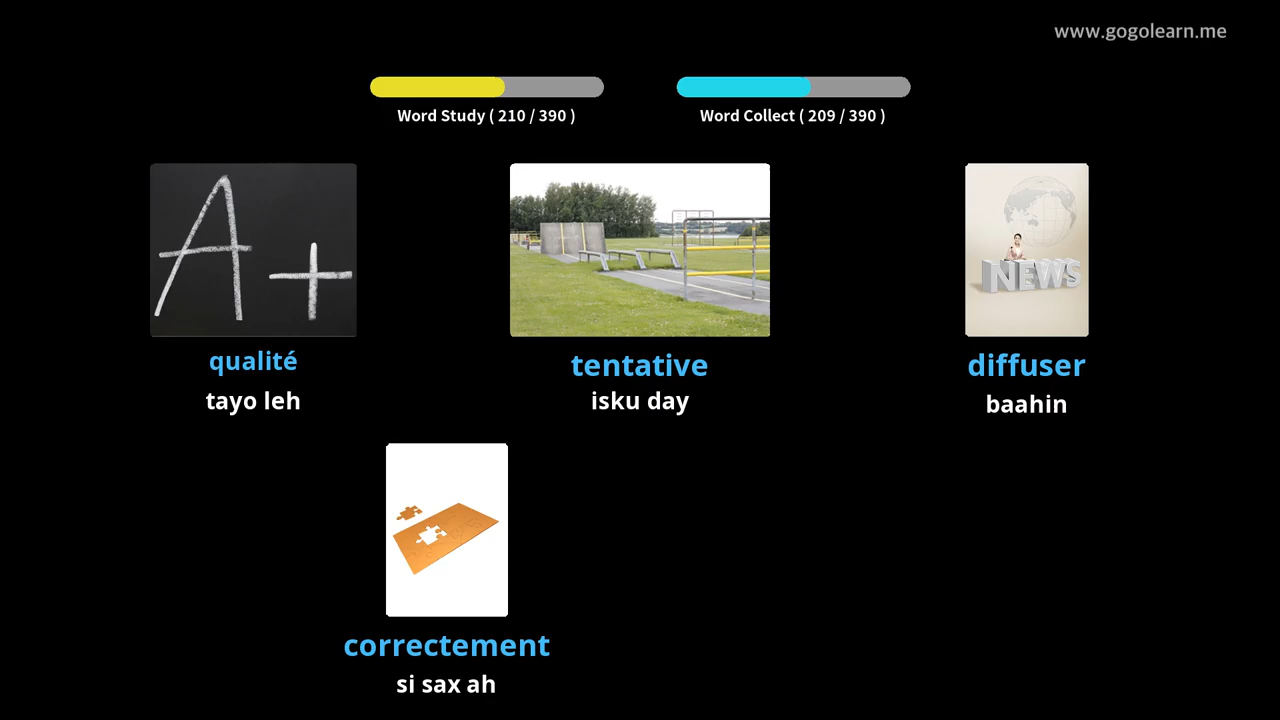 www.gogolearn.me
Word Study ( 210 / 390 )
Word Collect ( 209 / 390 )
A+
NEWS
qualité
tentative
diffuser
tayo leh
isku day
baahin
correctement
si sax ah